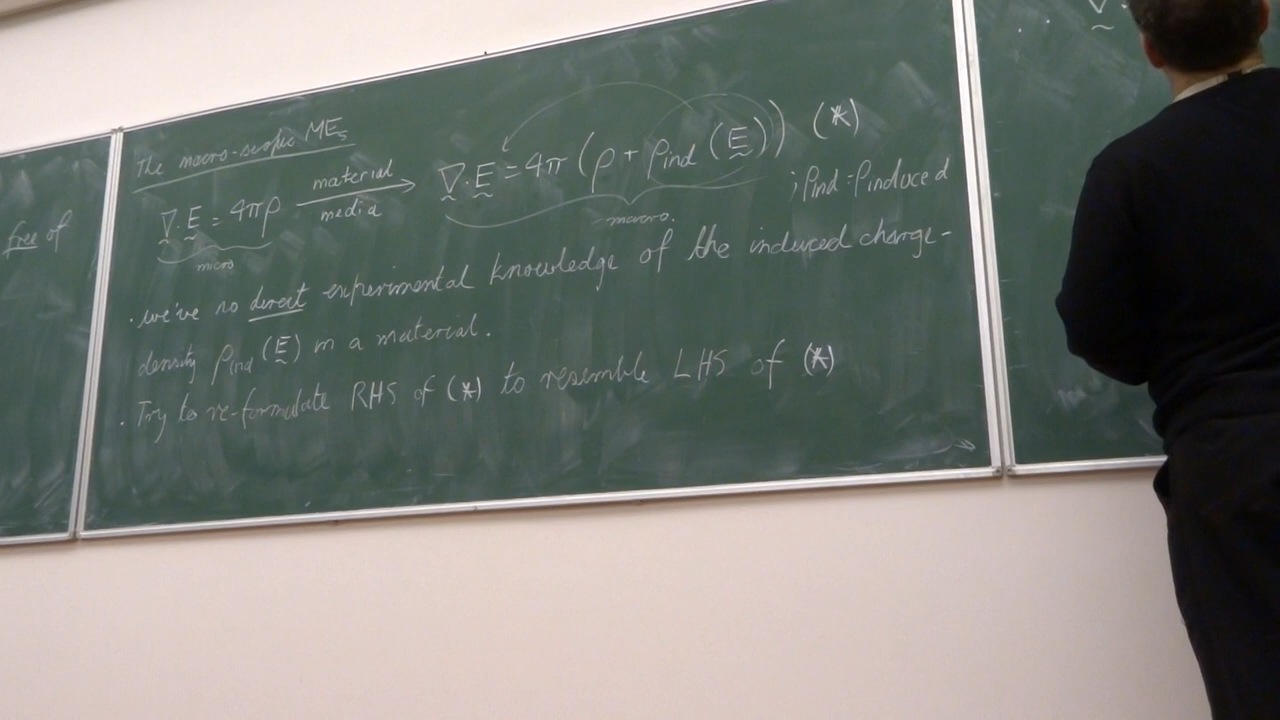 free of
The macro-scopic MEs
∇·E = 4πρ material media → ∇·E = 4π(ρ + ρind(E)) (*)
micro
macro.
; ρind = ρinduced
· we've no direct experimental knowledge of the induced charge-
density ρind(E) in a material.
· Try to re-formulate RHS of (*) to resemble LHS of (*)
∇·